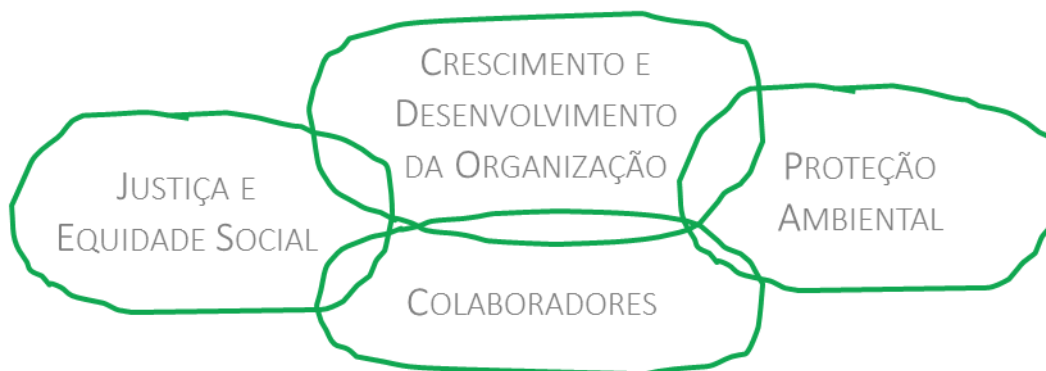 CRESCIMENTO E
DESENVOLVIMENTO
DA ORGANIZAÇÃO
JUSTIÇA E
EQUIDADE SOCIAL
PROTEÇÃO
AMBIENTAL
COLABORADORES